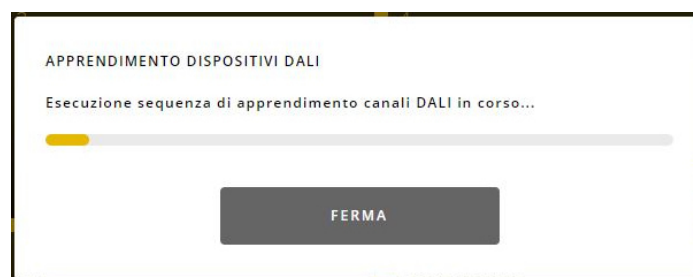 APPRENDIMENTO DISPOSITIVI DALI
Esecuzione sequenza di apprendimento canali DALI in corso...
FERMA